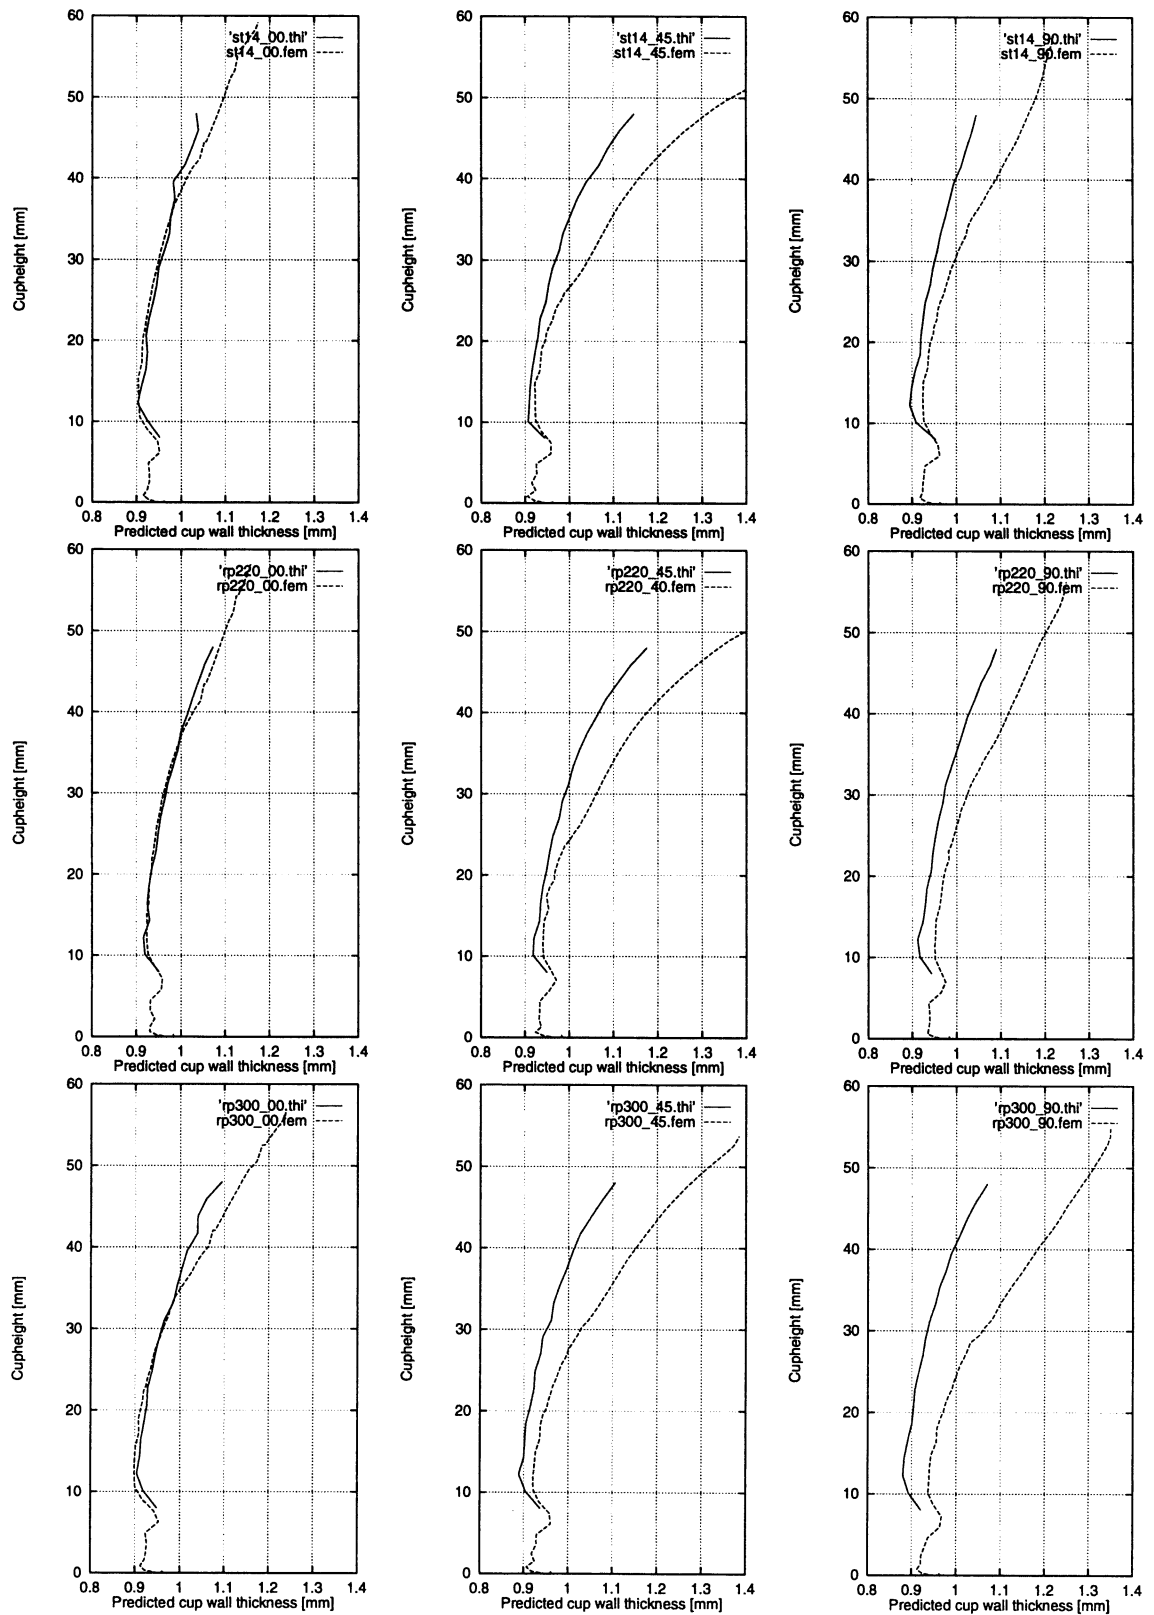 60
50
40
30
20
10
0
Cupheight [mm]
'st14_00.thi'
st14_00.fem
0.8 0.9 1 1.1 1.2 1.3 1.4
Predicted cup wall thickness [mm]
60
50
40
30
20
10
0
Cupheight [mm]
'st14_45.thi'
st14_45.fem
0.8 0.9 1 1.1 1.2 1.3 1.4
Predicted cup wall thickness [mm]
60
50
40
30
20
10
0
Cupheight [mm]
'st14_90.thi'
st14_90.fem
0.8 0.9 1 1.1 1.2 1.3 1.4
Predicted cup wall thickness [mm]
60
50
40
30
20
10
0
Cupheight [mm]
'rp220_00.thi'
rp220_00.fem
0.8 0.9 1 1.1 1.2 1.3 1.4
Predicted cup wall thickness [mm]
60
50
40
30
20
10
0
Cupheight [mm]
'rp220_45.thi'
rp220_40.fem
0.8 0.9 1 1.1 1.2 1.3 1.4
Predicted cup wall thickness [mm]
60
50
40
30
20
10
0
Cupheight [mm]
'rp220_90.thi'
rp220_90.fem
0.8 0.9 1 1.1 1.2 1.3 1.4
Predicted cup wall thickness [mm]
60
50
40
30
20
10
0
Cupheight [mm]
'rp300_00.thi'
rp300_00.fem
0.8 0.9 1 1.1 1.2 1.3 1.4
Predicted cup wall thickness [mm]
60
50
40
30
20
10
0
Cupheight [mm]
'rp300_45.thi'
rp300_45.fem
0.8 0.9 1 1.1 1.2 1.3 1.4
Predicted cup wall thickness [mm]
60
50
40
30
20
10
0
Cupheight [mm]
'rp300_90.thi'
rp300_90.fem
0.8 0.9 1 1.1 1.2 1.3 1.4
Predicted cup wall thickness [mm]